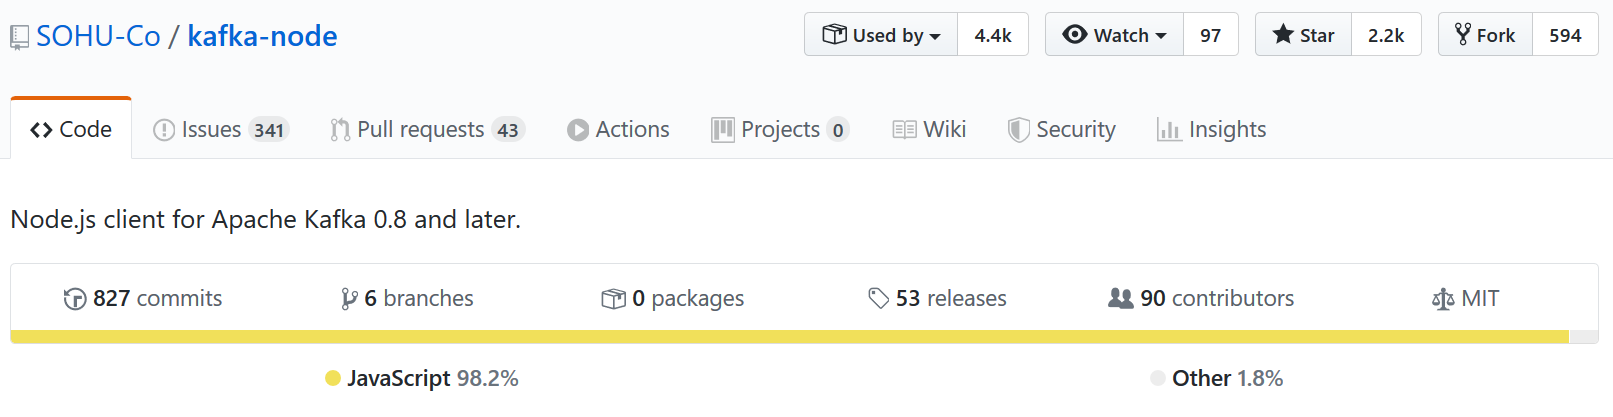 SOHU-Co / kafka-node Used by 4.4k Watch 97 Star 2.2k Fork 594
Code Issues 341 Pull requests 43 Actions Projects 0 Wiki Security Insights
Node.js client for Apache Kafka 0.8 and later.
827 commits 6 branches 0 packages 53 releases 90 contributors MIT
JavaScript 98.2% Other 1.8%